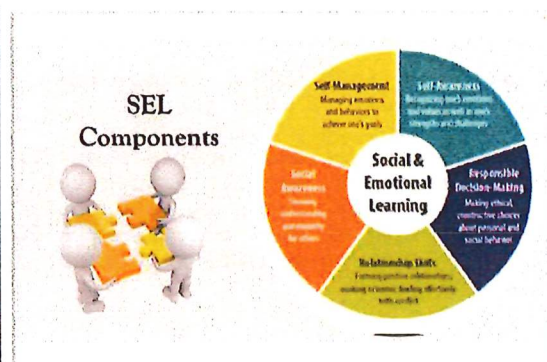 SEL
Components
Self-Management
Managing emotions
and behaviors to
achieve one's goals
Self-Awareness
Recognizing one's emotions
and values as well as one's
strengths and challenges
Social
Awareness
Showing
understanding
and empathy
for others
Social &
Emotional
Learning
Responsible
Decision-Making
Making ethical,
constructive choices
about personal and
social behavior
Relationship Skills
Forming positive relationships,
working in teams, dealing effectively
with conflict